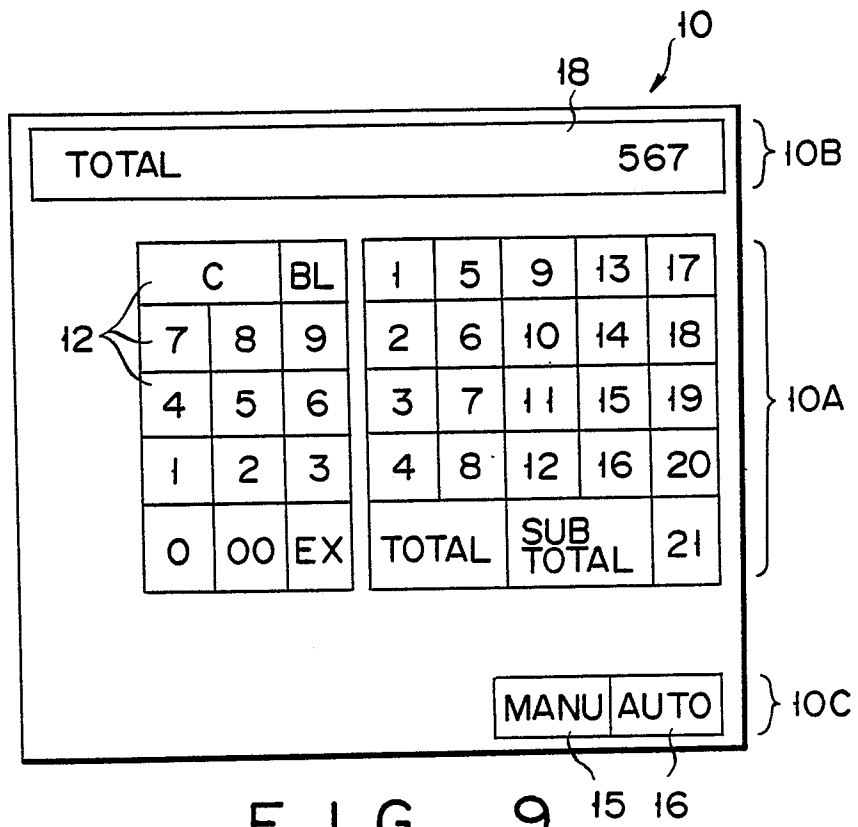 10
18
TOTAL 567 10B
C BL 1 5 9 13 17
12 7 8 9 2 6 10 14 18
4 5 6 3 7 11 15 19 10A
1 2 3 4 8 12 16 20
0 00 EX TOTAL SUB TOTAL 21
MANU AUTO 10C
15 16
FIG. 9